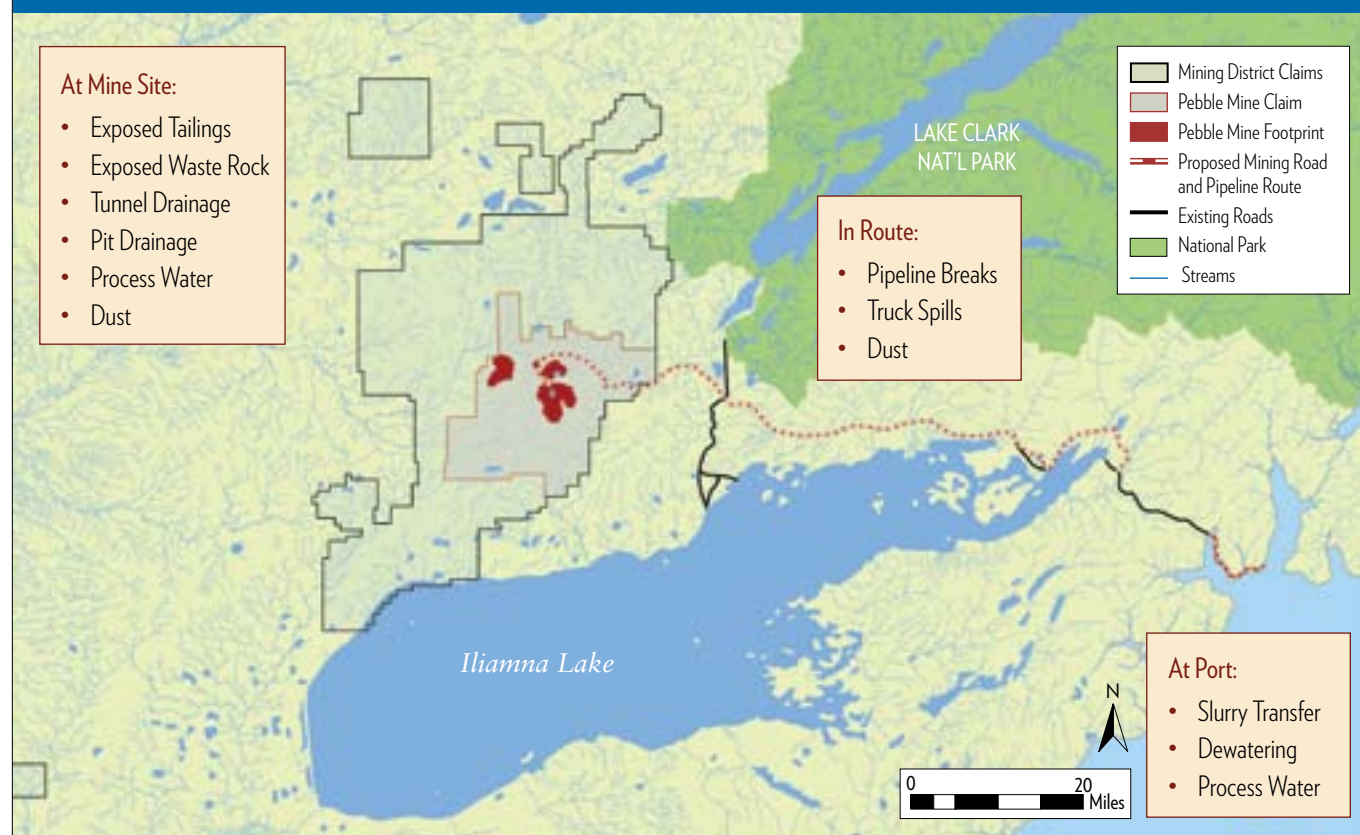 At Mine Site:
• Exposed Tailings
• Exposed Waste Rock
• Tunnel Drainage
• Pit Drainage
• Process Water
• Dust
LAKE CLARK
NAT'L PARK
In Route:
• Pipeline Breaks
• Truck Spills
• Dust
Mining District Claims
Pebble Mine Claim
Pebble Mine Footprint
Proposed Mining Road
and Pipeline Route
Existing Roads
National Park
Streams
Iliamna Lake
N
0 20
Miles
At Port:
• Slurry Transfer
• Dewatering
• Process Water